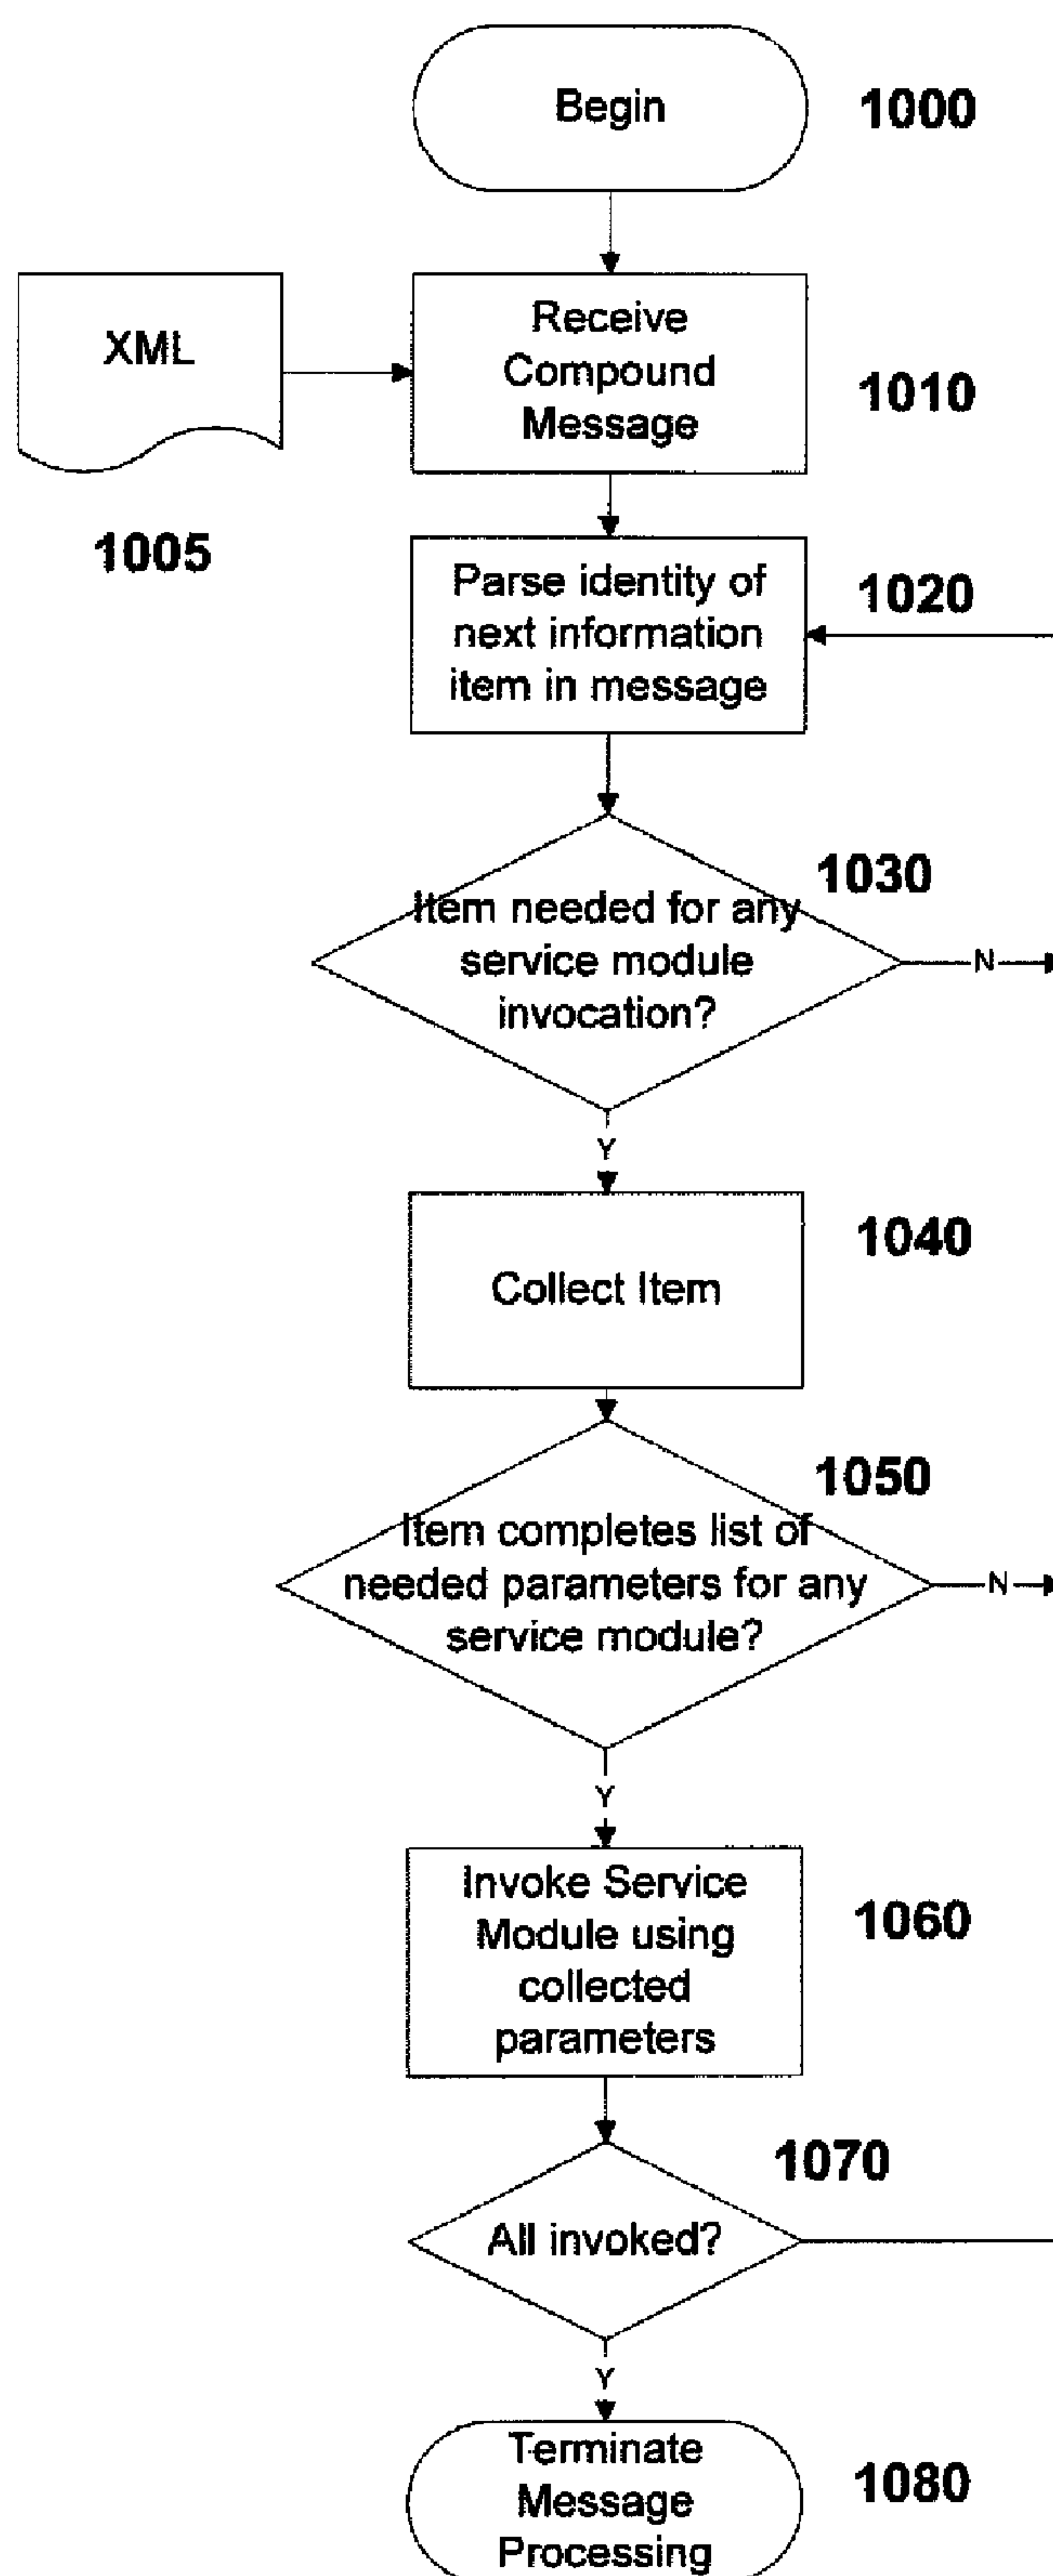 Begin
1000
XML
1005
Receive
Compound
Message
1010
Parse identity of
next information
item in message
1020
Item needed for any
service module
invocation?
1030
N
Y
Collect Item
1040
Item completes list of
needed parameters for any
service module?
1050
N
Y
Invoke Service
Module using
collected
parameters
1060
All invoked?
1070
Y
Terminate
Message
Processing
1080